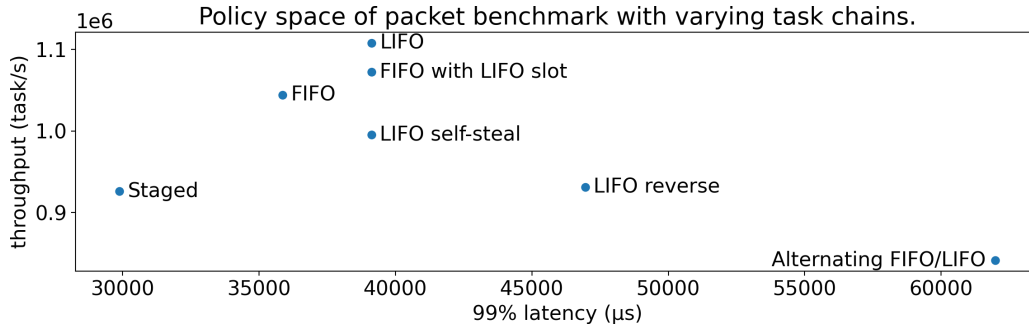 Policy space of packet benchmark with varying task chains.
1e6
1.1
1.0
0.9
throughput (task/s)
LIFO
FIFO with LIFO slot
FIFO
LIFO self-steal
Staged
LIFO reverse
Alternating FIFO/LIFO
30000 35000 40000 45000 50000 55000 60000
99% latency (μs)